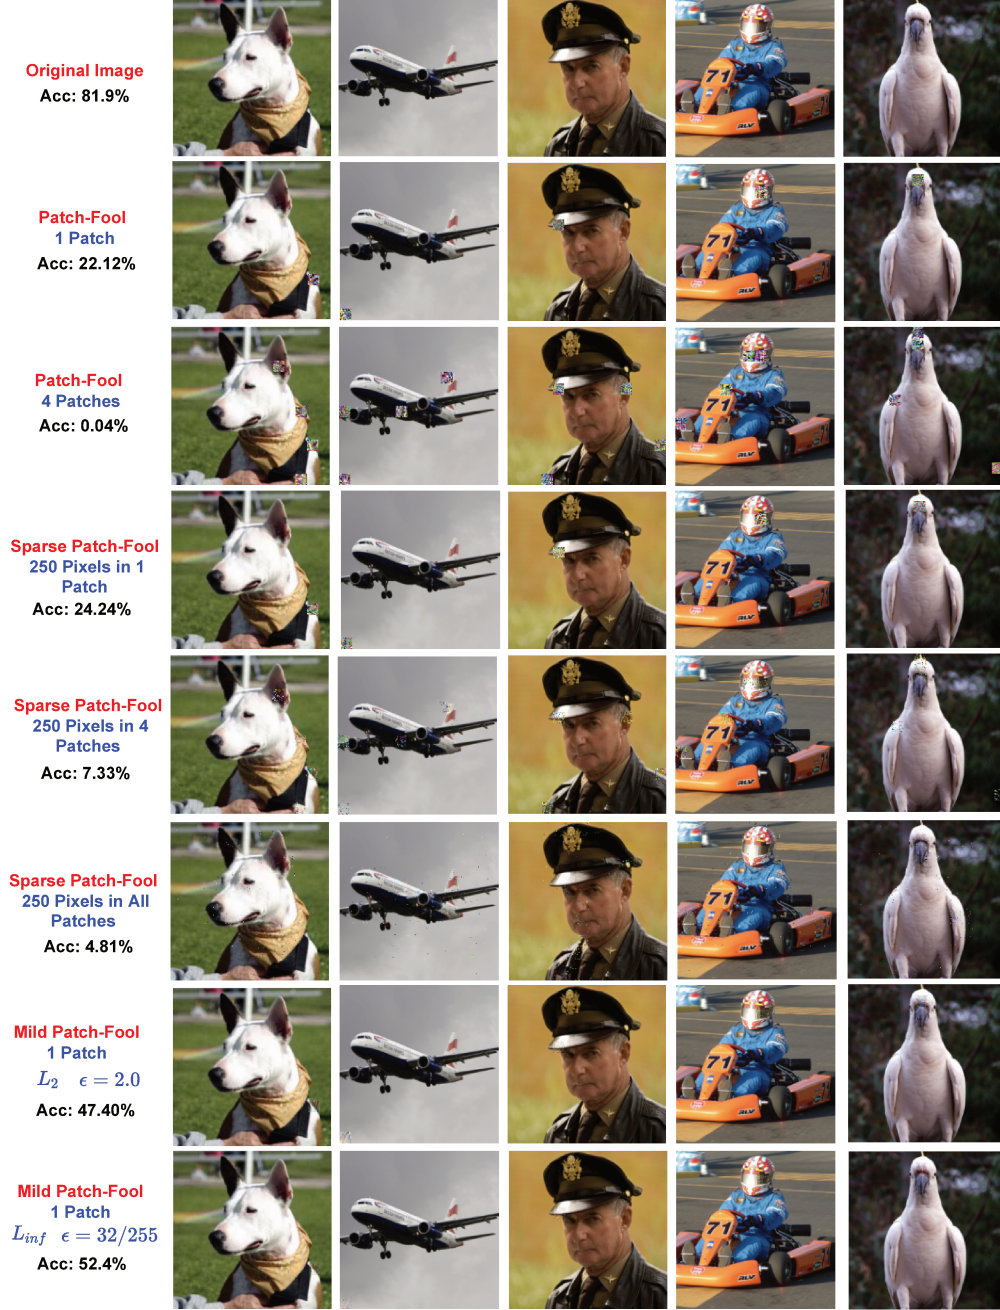 Original Image
Acc: 81.9%
71
Patch-Fool
1 Patch
Acc: 22.12%
71
Patch-Fool
4 Patches
Acc: 0.04%
71
Sparse Patch-Fool
250 Pixels in 1
Patch
Acc: 24.24%
71
Sparse Patch-Fool
250 Pixels in 4
Patches
Acc: 7.33%
71
Sparse Patch-Fool
250 Pixels in All
Patches
Acc: 4.81%
71
Mild Patch-Fool
1 Patch
L₂ ϵ = 2.0
Acc: 47.40%
71
Mild Patch-Fool
1 Patch
L_inf ϵ = 32/255
Acc: 52.4%
71